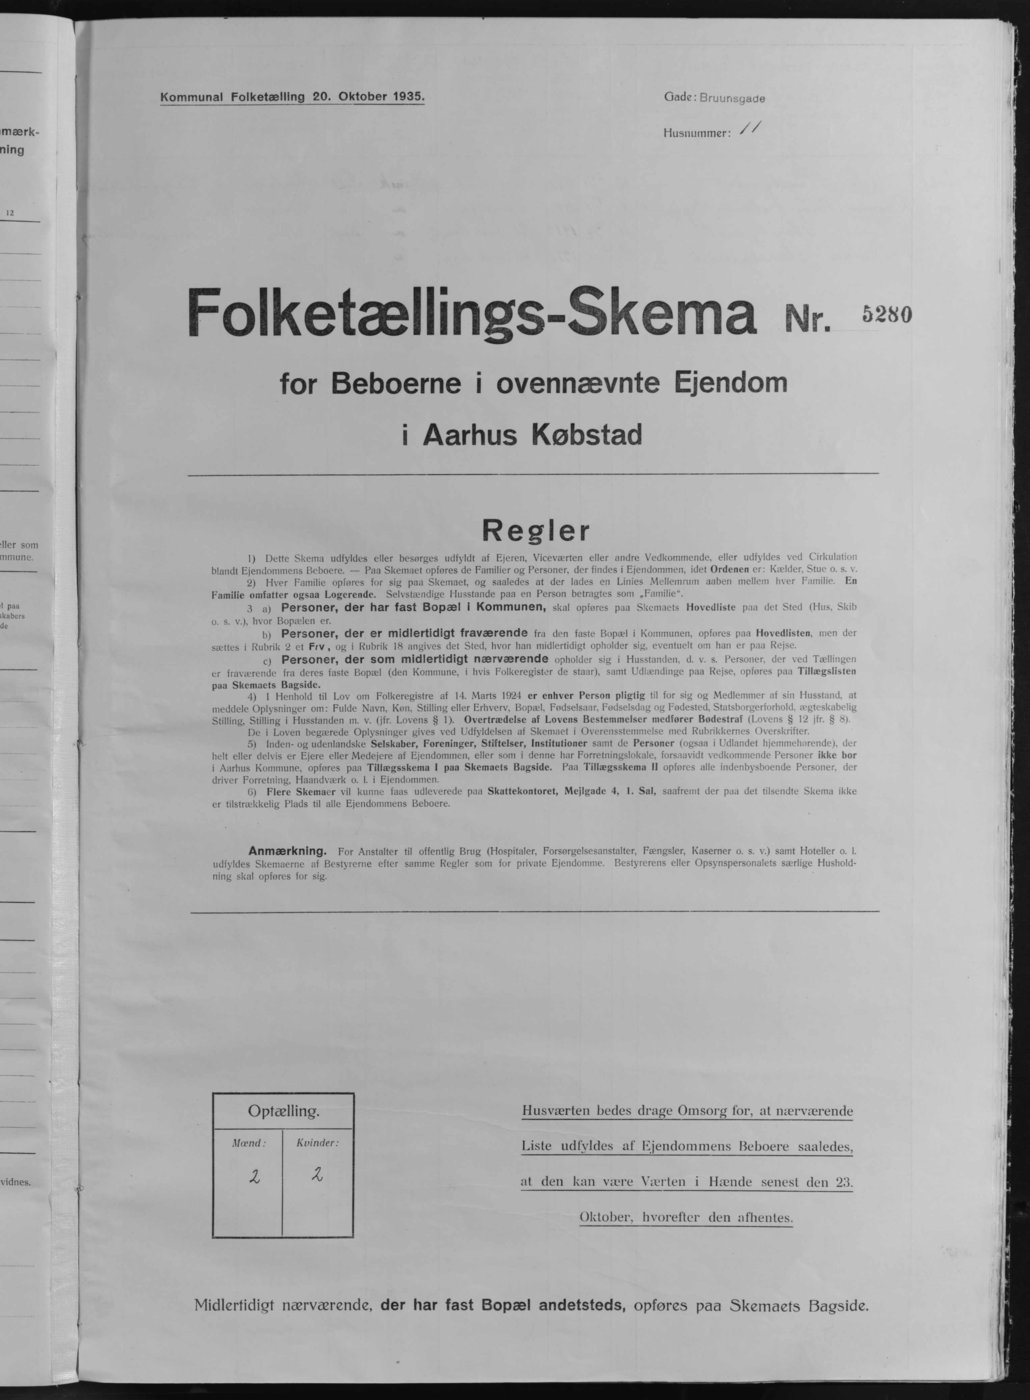 mærk-
ning
12
eller som
mmune.
l paa
skabers
de
vidnes.
Kommunal Folketælling 20. Oktober 1935.
Gade: Bruunsgade
Husnummer: 11
Folketællings-Skema Nr. 5280
for Beboerne i ovennævnte Ejendom
i Aarhus Købstad
Regler
1) Dette Skema udfyldes eller besørges udfyldt af Ejeren, Viceværten eller andre Vedkommende, eller udfyldes ved Cirkulation
blandt Ejendommens Beboere. — Paa Skemaet opføres de Familier og Personer, der findes i Ejendommen, idet Ordenen er: Kælder, Stue o. s. v.
2) Hver Familie opføres for sig paa Skemaet, og saaledes at der lades en Linies Mellemrum aaben mellem hver Familie. En
Familie omfatter ogsaa Logerende. Selvstændige Husstande paa en Person betragtes som „Familie“.
3 a) Personer, der har fast Bopæl i Kommunen, skal opføres paa Skemaets Hovedliste paa det Sted (Hus, Skib
o. s. v.), hvor Bopælen er.
b) Personer, der er midlertidigt fraværende fra den faste Bopæl i Kommunen, opføres paa Hovedlisten, men der
sættes i Rubrik 2 et Frv, og i Rubrik 18 angives det Sted, hvor han midlertidigt opholder sig, eventuelt om han er paa Rejse.
c) Personer, der som midlertidigt nærværende opholder sig i Husstanden, d. v. s. Personer, der ved Tællingen
er fraværende fra deres faste Bopæl (den Kommune, i hvis Folkeregister de staar), samt Udlændinge paa Rejse, opføres paa Tillægslisten
paa Skemaets Bagside.
4) I Henhold til Lov om Folkeregistre af 14. Marts 1924 er enhver Person pligtig til for sig og Medlemmer af sin Husstand, at
meddele Oplysninger om: Fulde Navn, Køn, Stilling eller Erhverv, Bopæl, Fødselsaar, Fødselsdag og Fødested, Statsborgerforhold, ægteskabelig
Stilling, Stilling i Husstanden m. v. (jfr. Lovens § 1). Overtrædelse af Lovens Bestemmelser medfører Bødestraf (Lovens § 12 jfr. § 8).
De i Loven begærede Oplysninger gives ved Udfyldelsen af Skemaet i Overensstemmelse med Rubrikkernes Overskrifter.
5) Inden- og udenlandske Selskaber, Foreninger, Stiftelser, Institutioner samt de Personer (ogsaa i Udlandet hjemmehørende), der
helt eller delvis er Ejere eller Medejere af Ejendommen, eller som i denne har Forretningslokale, forsaavidt vedkommende Personer ikke bor
i Aarhus Kommune, opføres paa Tillægsskema I paa Skemaets Bagside. Paa Tillægsskema II opføres alle indenbysboende Personer, der
driver Forretning, Haandværk o. l. i Ejendommen.
6) Flere Skemaer vil kunne faas udleverede paa Skattekontoret, Mejlgade 4, 1. Sal, saafremt der paa det tilsendte Skema ikke
er tilstrækkelig Plads til alle Ejendommens Beboere.
Anmærkning. For Anstalter til offentlig Brug (Hospitaler, Forsørgelsesanstalter, Fængsler, Kaserner o. s. v.) samt Hoteller o. l.
udfyldes Skemaerne af Bestyrerne efter samme Regler som for private Ejendomme. Bestyrerens eller Opsynspersonalets særlige Hushold-
ning skal opføres for sig.
Optælling.
Mænd: Kvinder:
2 2
Husværten bedes drage Omsorg for, at nærværende
Liste udfyldes af Ejendommens Beboere saaledes,
at den kan være Værten i Hænde senest den 23.
Oktober, hvorefter den afhentes.
Midlertidigt nærværende, der har fast Bopæl andetsteds, opføres paa Skemaets Bagside.